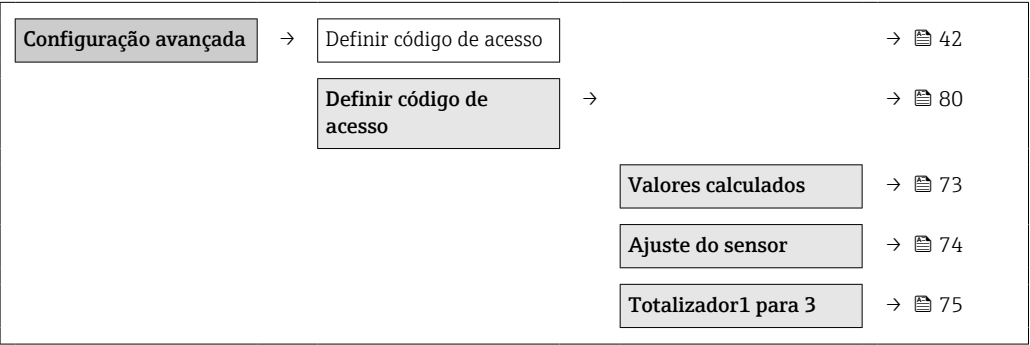 Configuração avançada → Definir código de acesso → 42
Definir código de acesso → → 80
Valores calculados → 73
Ajuste do sensor → 74
Totalizador1 para 3 → 75